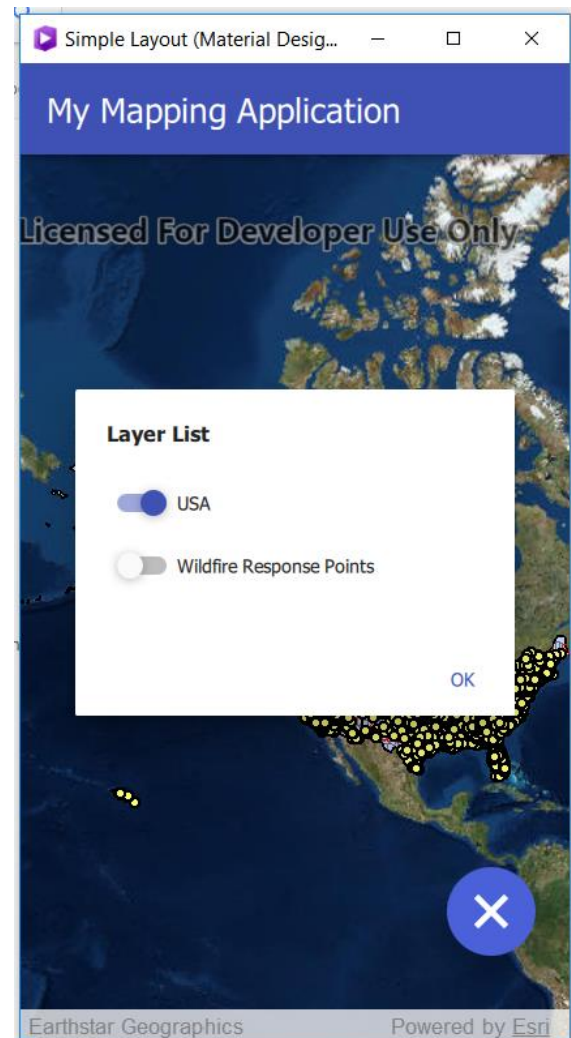 Simple Layout (Material Desig...
My Mapping Application
Licensed For Developer Use Only
Layer List
USA
Wildfire Response Points
OK
Earthstar Geographics Powered by Esri